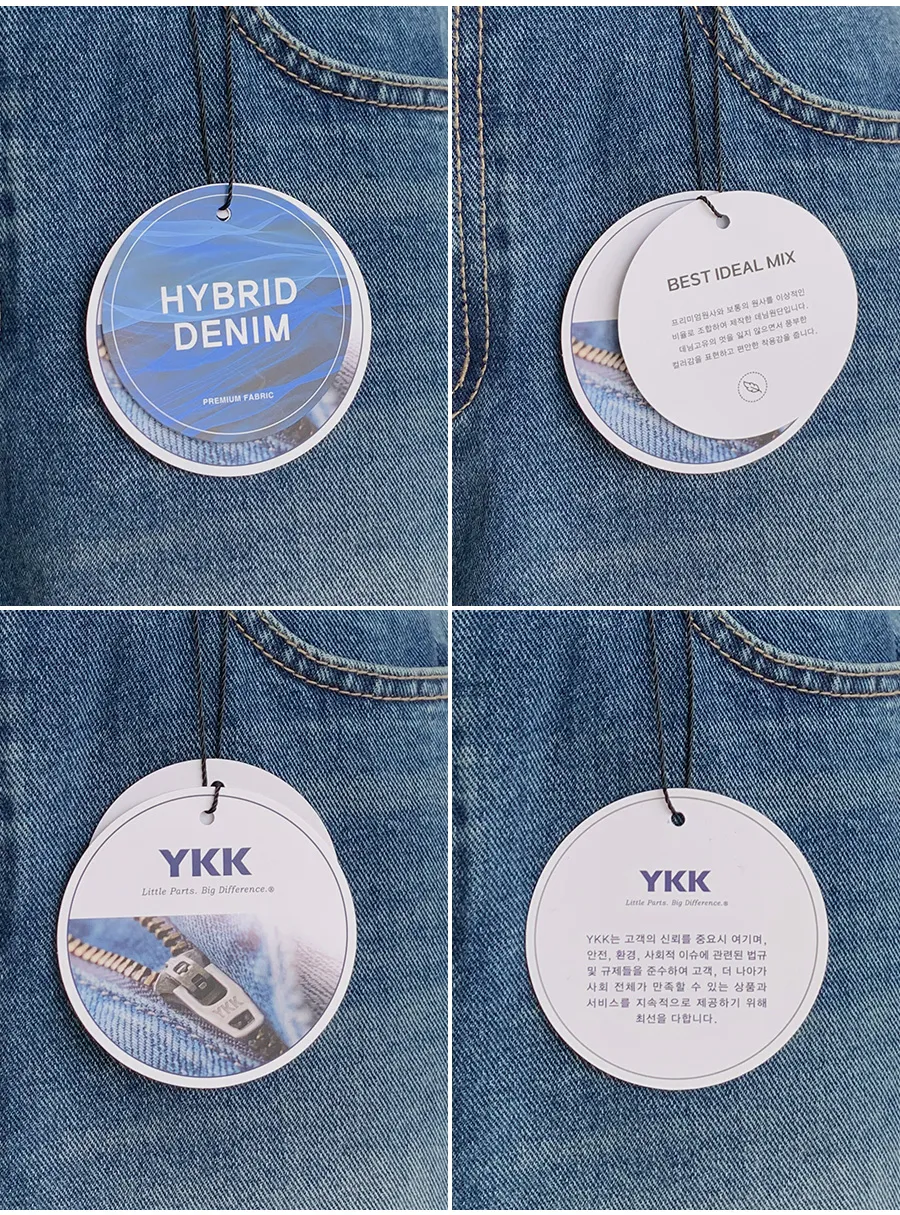 HYBRID
DENIM
PREMIUM FABRIC
BEST IDEAL MIX
프리미엄원사와 보통의 원사를 이상적인
비율로 조합하여 제작한 데님원단입니다.
데님고유의 멋을 잃지 않으면서 풍부한
컬러감을 표현하고 편안한 착용감을 줍니다.
YKK
Little Parts. Big Difference.®
YKK
YKK
Little Parts. Big Difference.®
YKK는 고객의 신뢰를 중요시 여기며,
안전, 환경, 사회적 이슈에 관련된 법규
및 규제들을 준수하여 고객, 더 나아가
사회 전체가 만족할 수 있는 상품과
서비스를 지속적으로 제공하기 위해
최선을 다합니다.